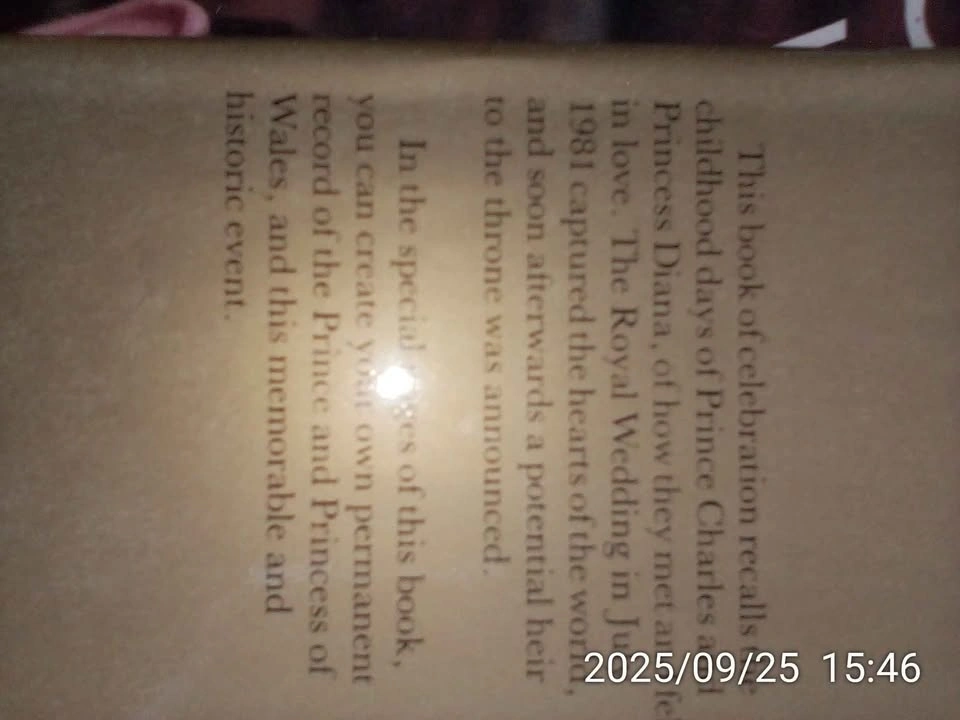 This book of celebration recalls the
childhood days of Prince Charles and
Princess Diana, of how they met and
in love. The Royal Wedding in
1981 captured the hearts of the world,
and soon afterwards a potential heir
to the throne was announced.
In the special of this book,
you can create your own permanent
record of the Prince and Princess of
Wales, and this memorable and
historic event.
2025/09/25 15:46